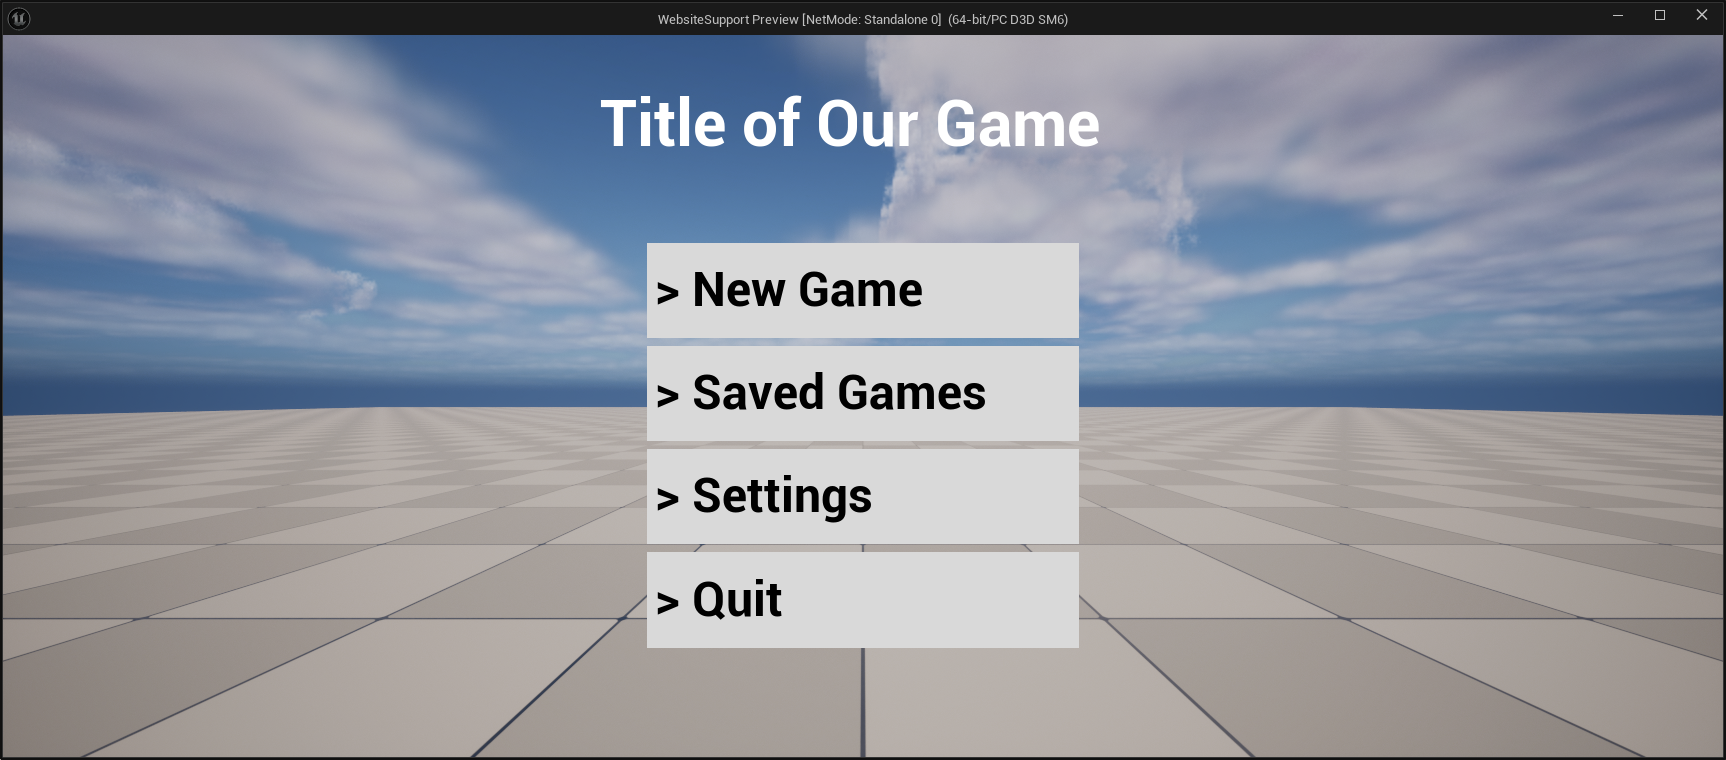 WebsiteSupport Preview [NetMode: Standalone 0] (64-bit/PC D3D SM6)
Title of Our Game
> New Game
> Saved Games
> Settings
> Quit